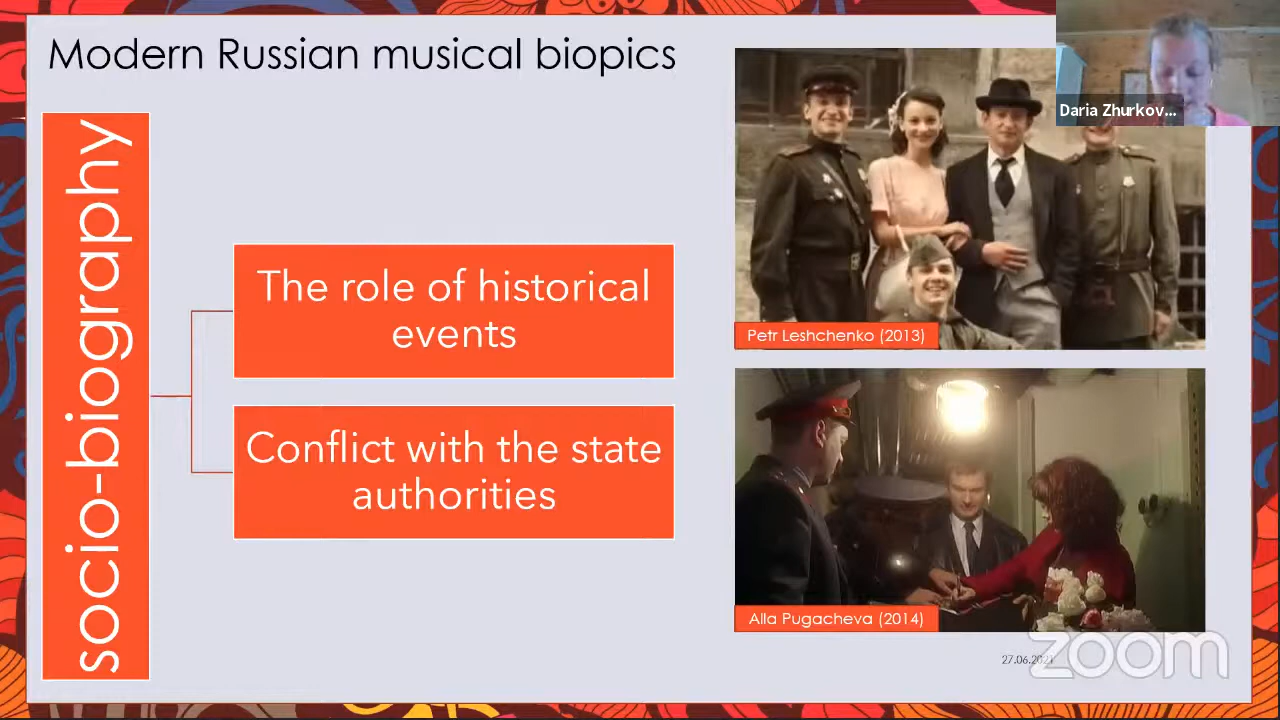 Modern Russian musical biopics
Daria Zhurkov...
socio-biography
The role of historical
events
Conflict with the state
authorities
Petr Leshchenko (2013)
Alla Pugacheva (2014)
27.06.2021
zoom